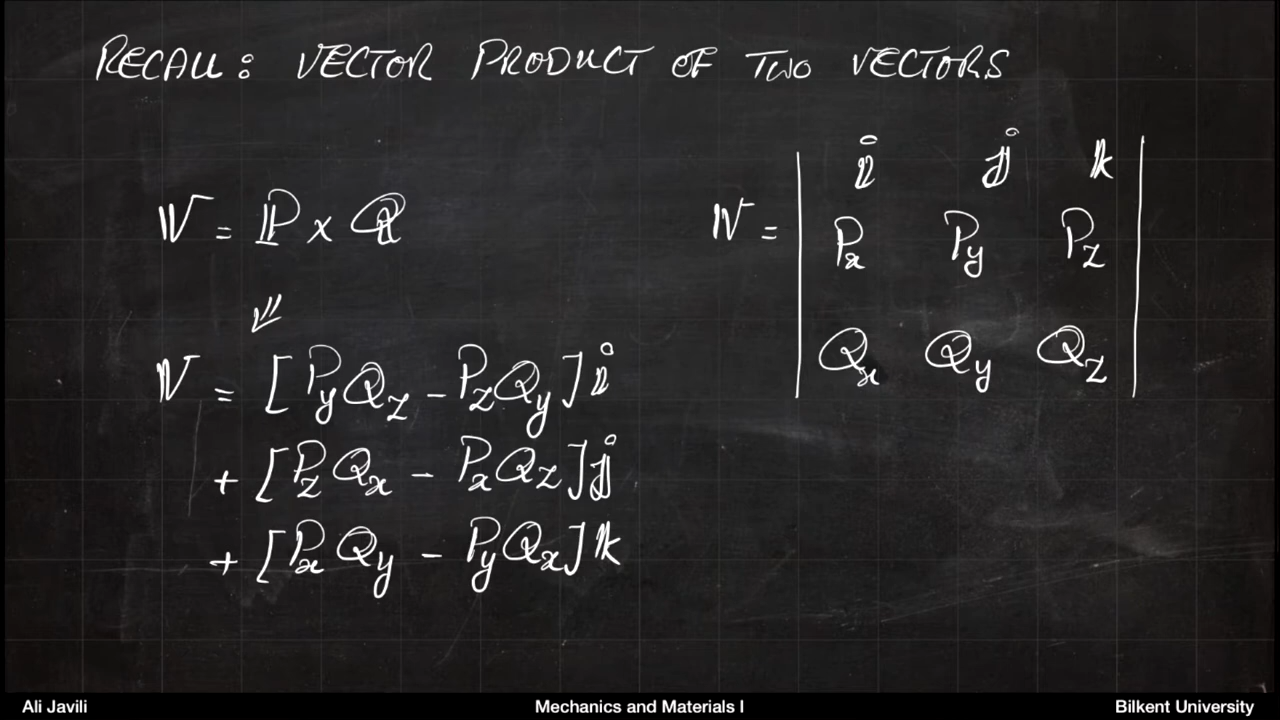 RECALL: VECTOR PRODUCT OF TWO VECTORS
V = P x Q
V = [PyQz - PzQy] i
+ [PzQx - PxQz] j
+ [PxQy - PyQx] k
i j k
V = Px Py Pz
Qx Qy Qz
Ali Javili Mechanics and Materials I Bilkent University